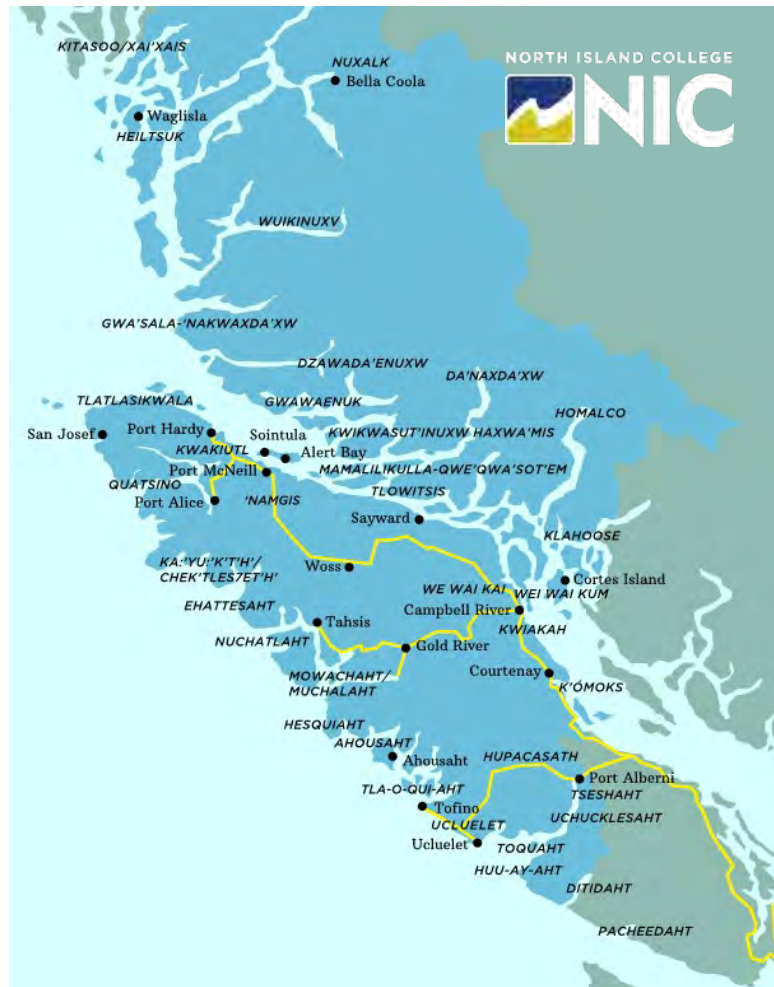 KITASOO/XAI'XAIS
NORTH ISLAND COLLEGE
NUXALK
Bella Coola
NIC
Waglisla
HEILTSUK
WUIKINUXV
GWA'SALA-'NAKWAXDA'XW
DZAWADA'ENUXW
DA'NAXDA'XW
TLATLASIKWALA
GWAWAENUK
HOMALCO
San Josef
Port Hardy
KWIKWASUT'INUXW HAXWA'MIS
Sointula
KWAKIUTL
Alert Bay
Port McNeill
MAMALILIKULLA-QWE'QWA'SOT'EM
QUATSINO
TLOWITSIS
Port Alice
'NAMGIS
Sayward
KLAHOOSE
KA:'YU:'K'T'H'/
CHEK'TLES7ET'H'
Woss
Cortes Island
WE WAI KAI
WEI WAI KUM
EHATTESAHT
Campbell River
Tahsis
KWIAKAH
NUCHATLAHT
Gold River
MOWACHAHT/
MUCHALAHT
Courtenay
K'ÓMOKS
HESQUIAHT
AHOUSAHT
Ahousaht
HUPACASATH
Port Alberni
TLA-O-QUI-AHT
TSESHAHT
Tofino
UCHUCKLESAHT
UCLUELET
Ucluelet
TOQUAHT
HUU-AY-AHT
DITIDAHT
PACHEEDAHT